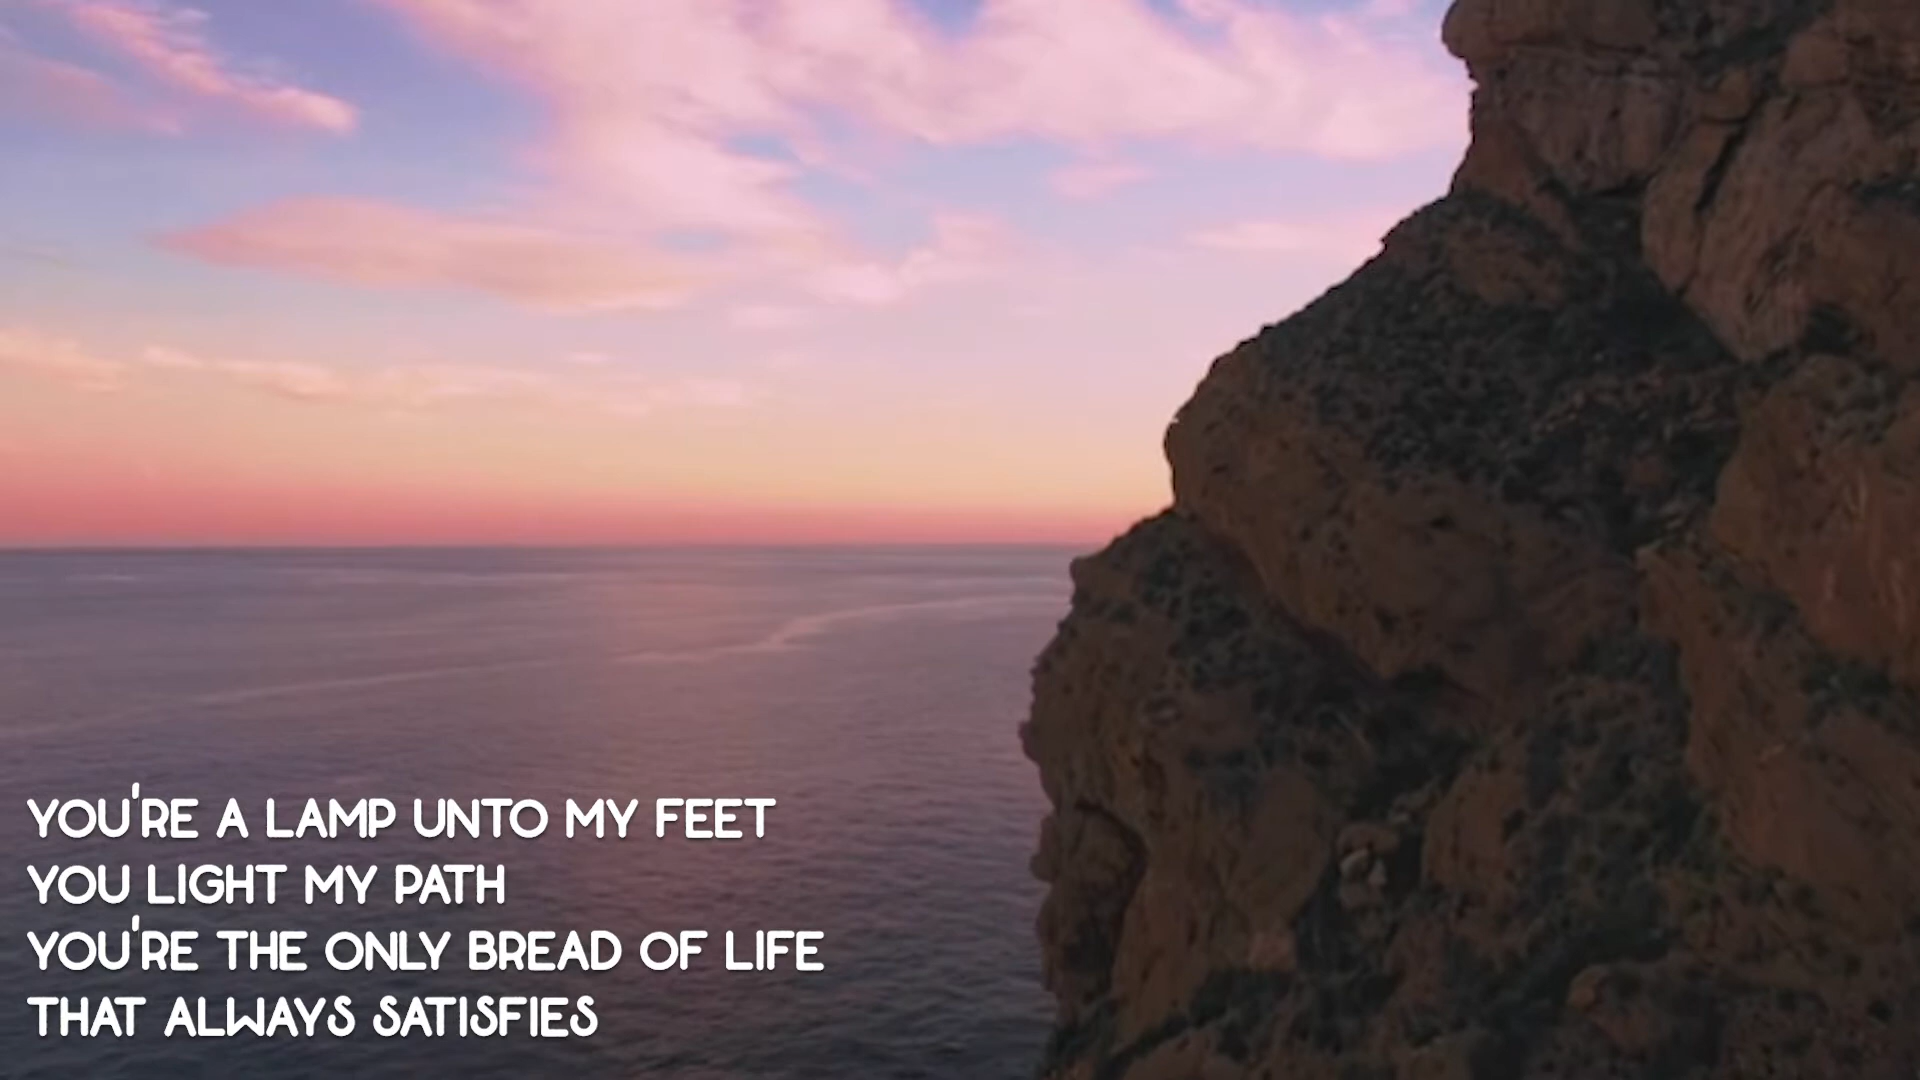 YOU'RE A LAMP UNTO MY FEET
YOU LIGHT MY PATH
YOU'RE THE ONLY BREAD OF LIFE
THAT ALWAYS SATISFIES